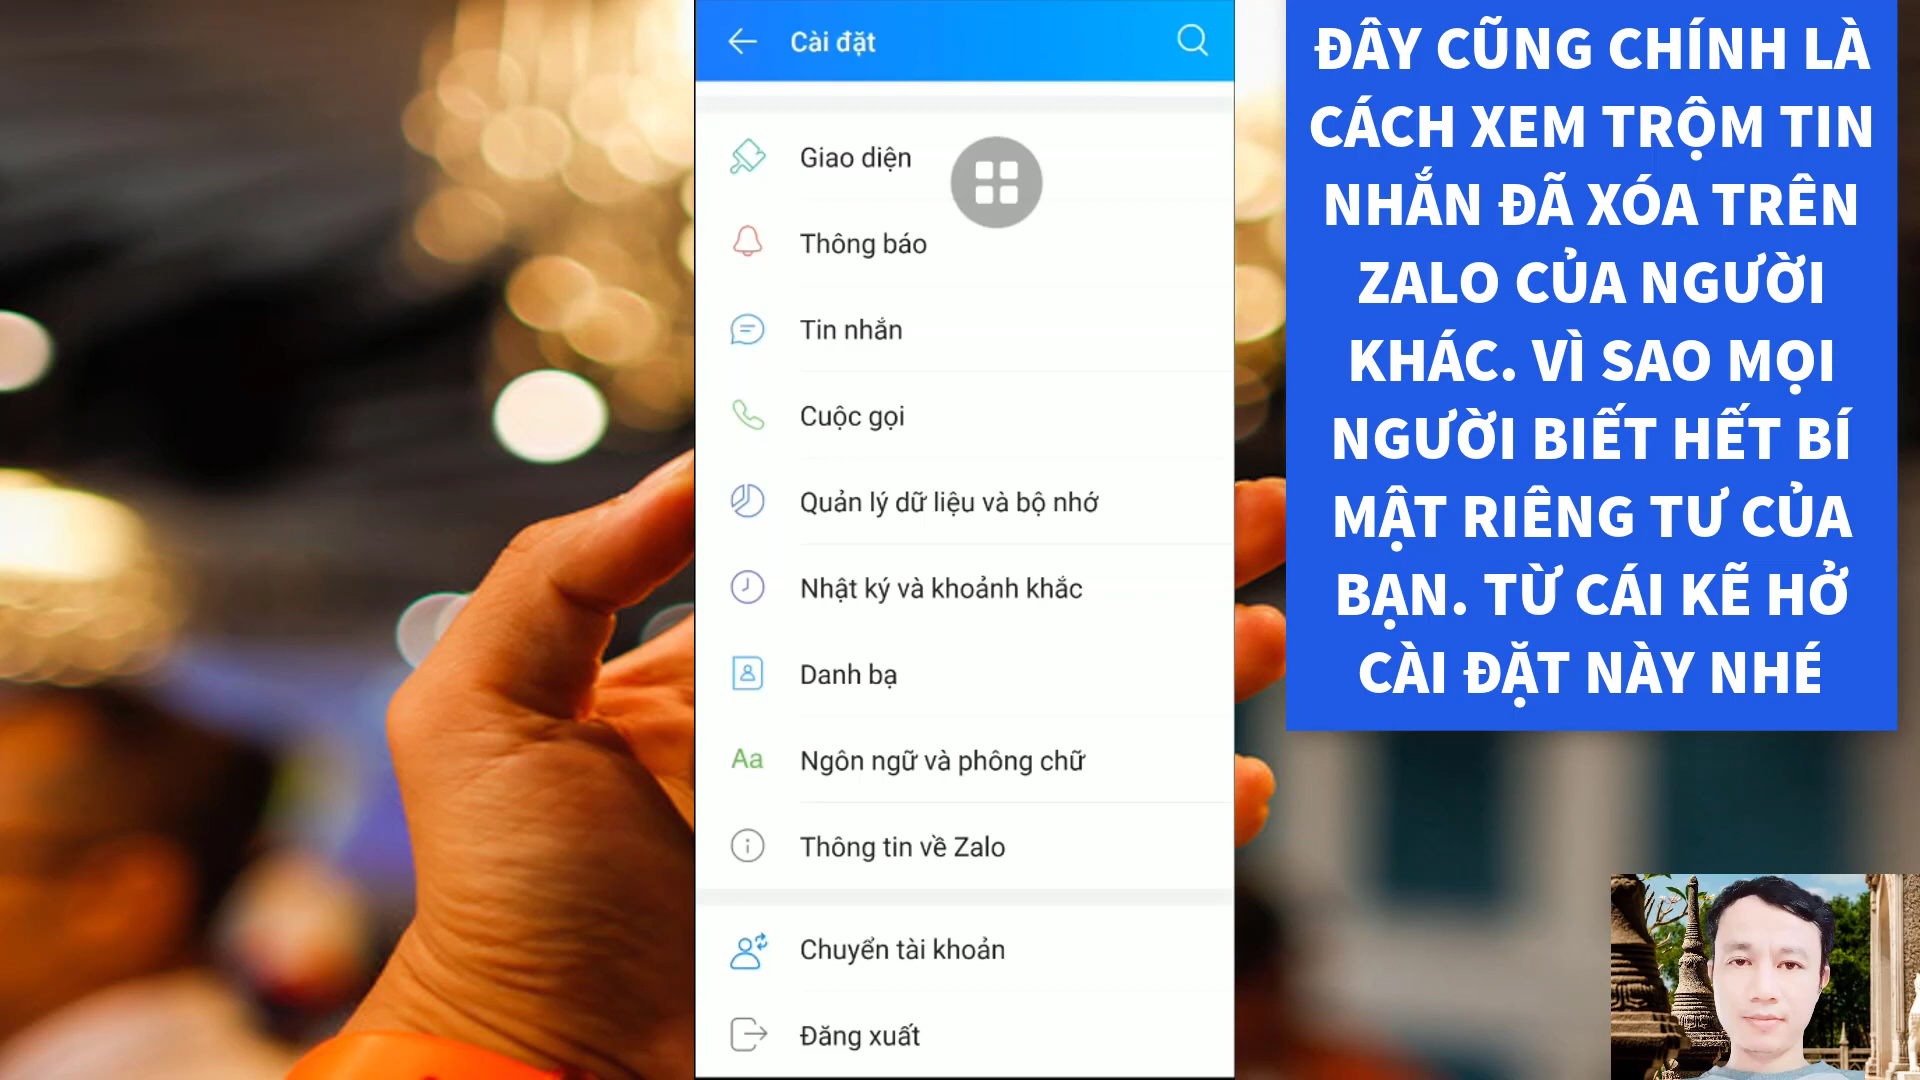 Cài đặt
Giao diện
Thông báo
Tin nhắn
Cuộc gọi
Quản lý dữ liệu và bộ nhớ
Nhật ký và khoảnh khắc
Danh bạ
Aa Ngôn ngữ và phông chữ
Thông tin về Zalo
Chuyển tài khoản
Đăng xuất
ĐÂY CŨNG CHÍNH LÀ
CÁCH XEM TRỘM TIN
NHẮN ĐÃ XÓA TRÊN
ZALO CỦA NGƯỜI
KHÁC. VÌ SAO MỌI
NGƯỜI BIẾT HẾT BÍ
MẬT RIÊNG TƯ CỦA
BẠN. TỪ CÁI KẼ HỞ
CÀI ĐẶT NÀY NHÉ